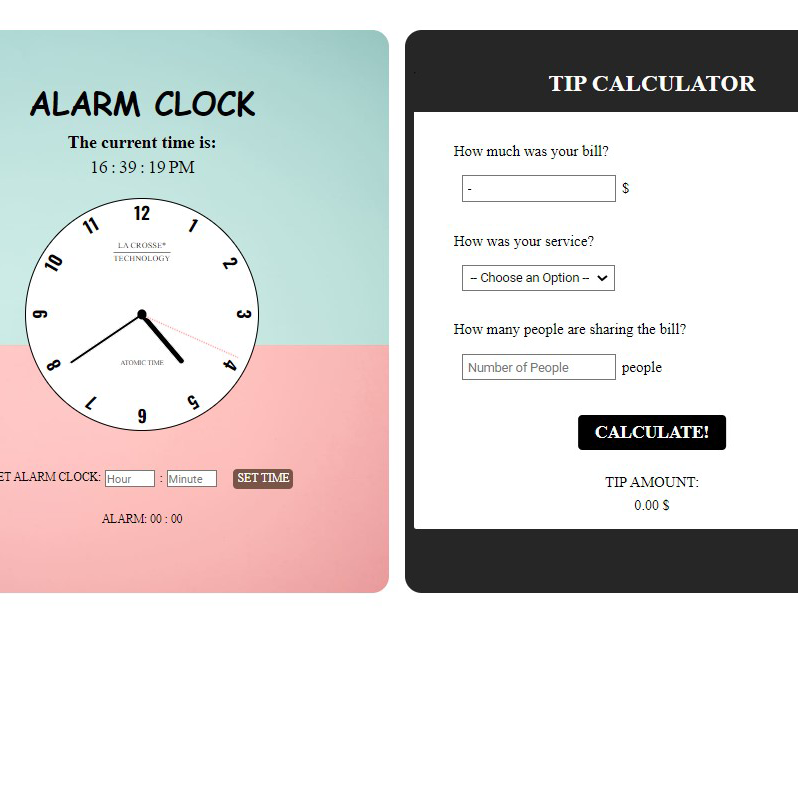 ALARM CLOCK
The current time is:
16 : 39 : 19 PM
12
1
2
3
4
5
6
7
8
9
10
11
LA CROSSE®
TECHNOLOGY
ATOMIC TIME
ET ALARM CLOCK: Hour : Minute SET TIME
ALARM: 00 : 00
TIP CALCULATOR
How much was your bill?
- $
How was your service?
-- Choose an Option --
How many people are sharing the bill?
Number of People people
CALCULATE!
TIP AMOUNT:
0.00 $